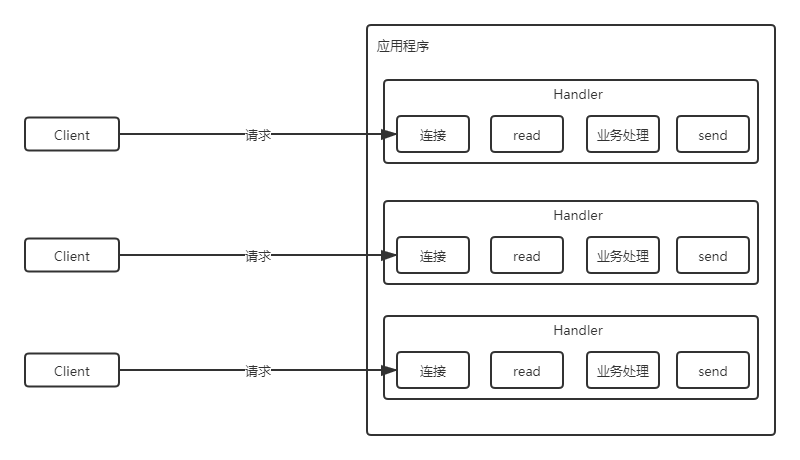 应用程序
Handler
Client
请求
连接
read
业务处理
send
Handler
Client
请求
连接
read
业务处理
send
Handler
Client
请求
连接
read
业务处理
send